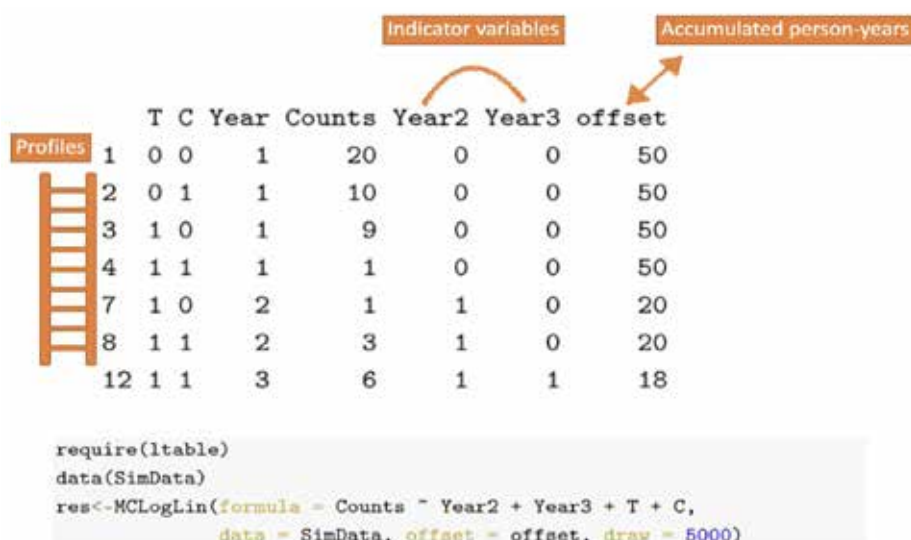 Indicator variables
Accumulated person-years
T C Year Counts Year2 Year3 offset
Profiles
1 0 0 1 20 0 0 50
2 0 1 1 10 0 0 50
3 1 0 1 9 0 0 50
4 1 1 1 1 0 0 50
7 1 0 2 1 1 0 20
8 1 1 2 3 1 0 20
12 1 1 3 6 1 1 18
require(ltable)
data(SimData)
res<-MCLogLin(formula = Counts ~ Year2 + Year3 + T + C,
data = SimData, offset = offset, draw = 5000)